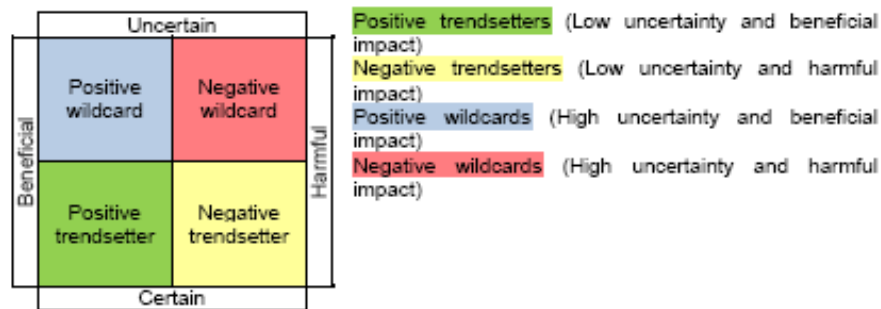 Uncertain
Beneficial
Positive
wildcard
Negative
wildcard
Harmful
Positive
trendsetter
Negative
trendsetter
Certain
Positive trendsetters (Low uncertainty and beneficial
impact)
Negative trendsetters (Low uncertainty and harmful
impact)
Positive wildcards (High uncertainty and beneficial
impact)
Negative wildcards (High uncertainty and harmful
impact)